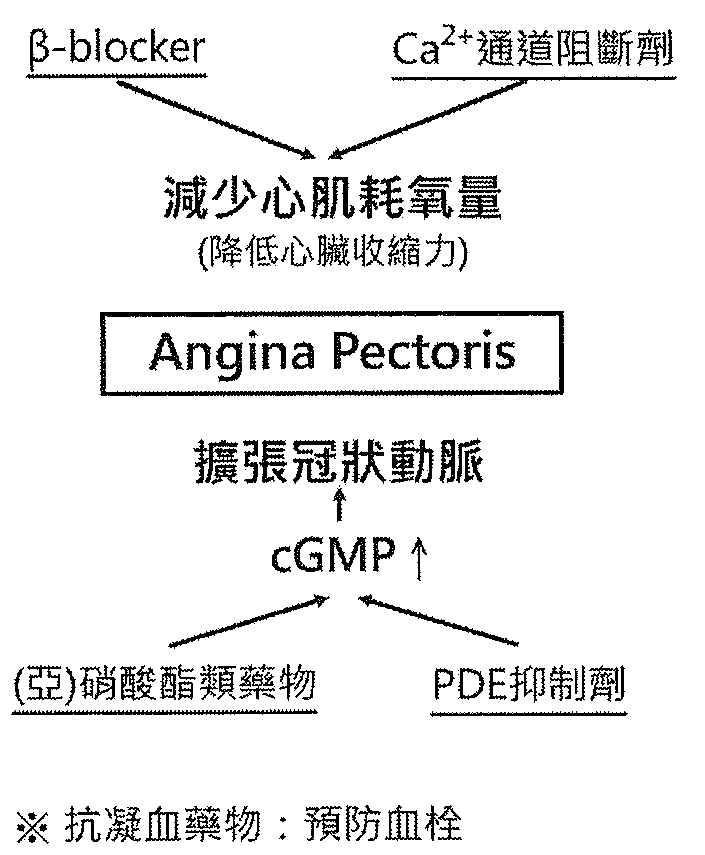 β-blocker
Ca²⁺通道阻斷劑
減少心肌耗氧量
(降低心臟收縮力)
Angina Pectoris
擴張冠狀動脈
cGMP ↑
(亞)硝酸酯類藥物
PDE抑制劑
※ 抗凝血藥物：預防血栓